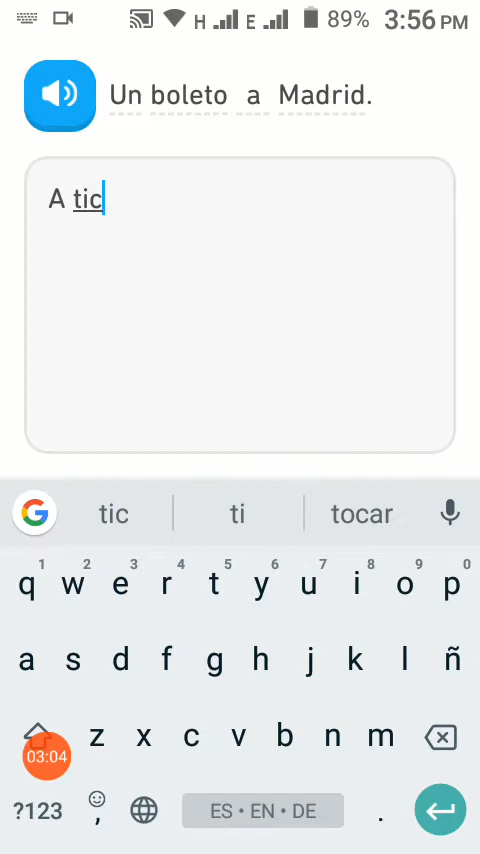 H E 89% 3:56 PM
Un boleto a Madrid.
A tic
G tic ti tocar
1 2 3 4 5 6 7 8 9 0
q w e r t y u i o p
a s d f g h j k l ñ
z x c v b n m
03:04
?123 , ES • EN • DE .